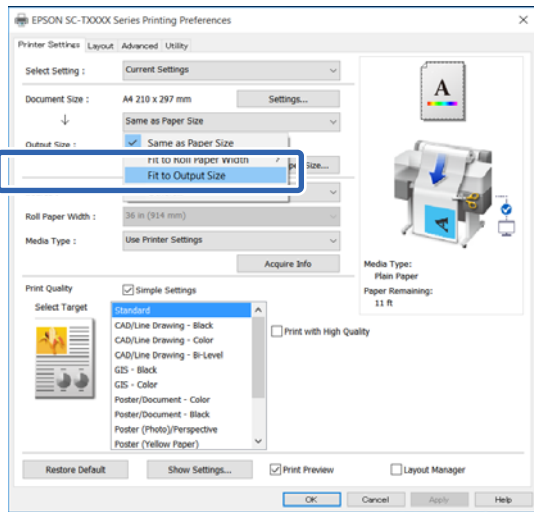 EPSON SC-TXXXX Series Printing Preferences
Printer Settings Layout Advanced Utility
Select Setting : Current Settings
Document Size : A4 210 x 297 mm Settings...
Same as Paper Size
Output Size : Same as Paper Size
Fit to Roll Paper Width
Size...
Fit to Output Size
Roll Paper Width : 36 in (914 mm)
Media Type : Use Printer Settings
Acquire Info
A
Media Type:
Plain Paper
Paper Remaining:
11 ft
Print Quality Simple Settings
Select Target
Standard
CAD/Line Drawing - Black
CAD/Line Drawing - Color
CAD/Line Drawing - Bi-Level
GIS - Black
GIS - Color
Poster/Document - Color
Poster/Document - Black
Poster (Photo)/Perspective
Poster (Yellow Paper)
Print with High Quality
Restore Default Show Settings... Print Preview Layout Manager
OK Cancel Apply Help